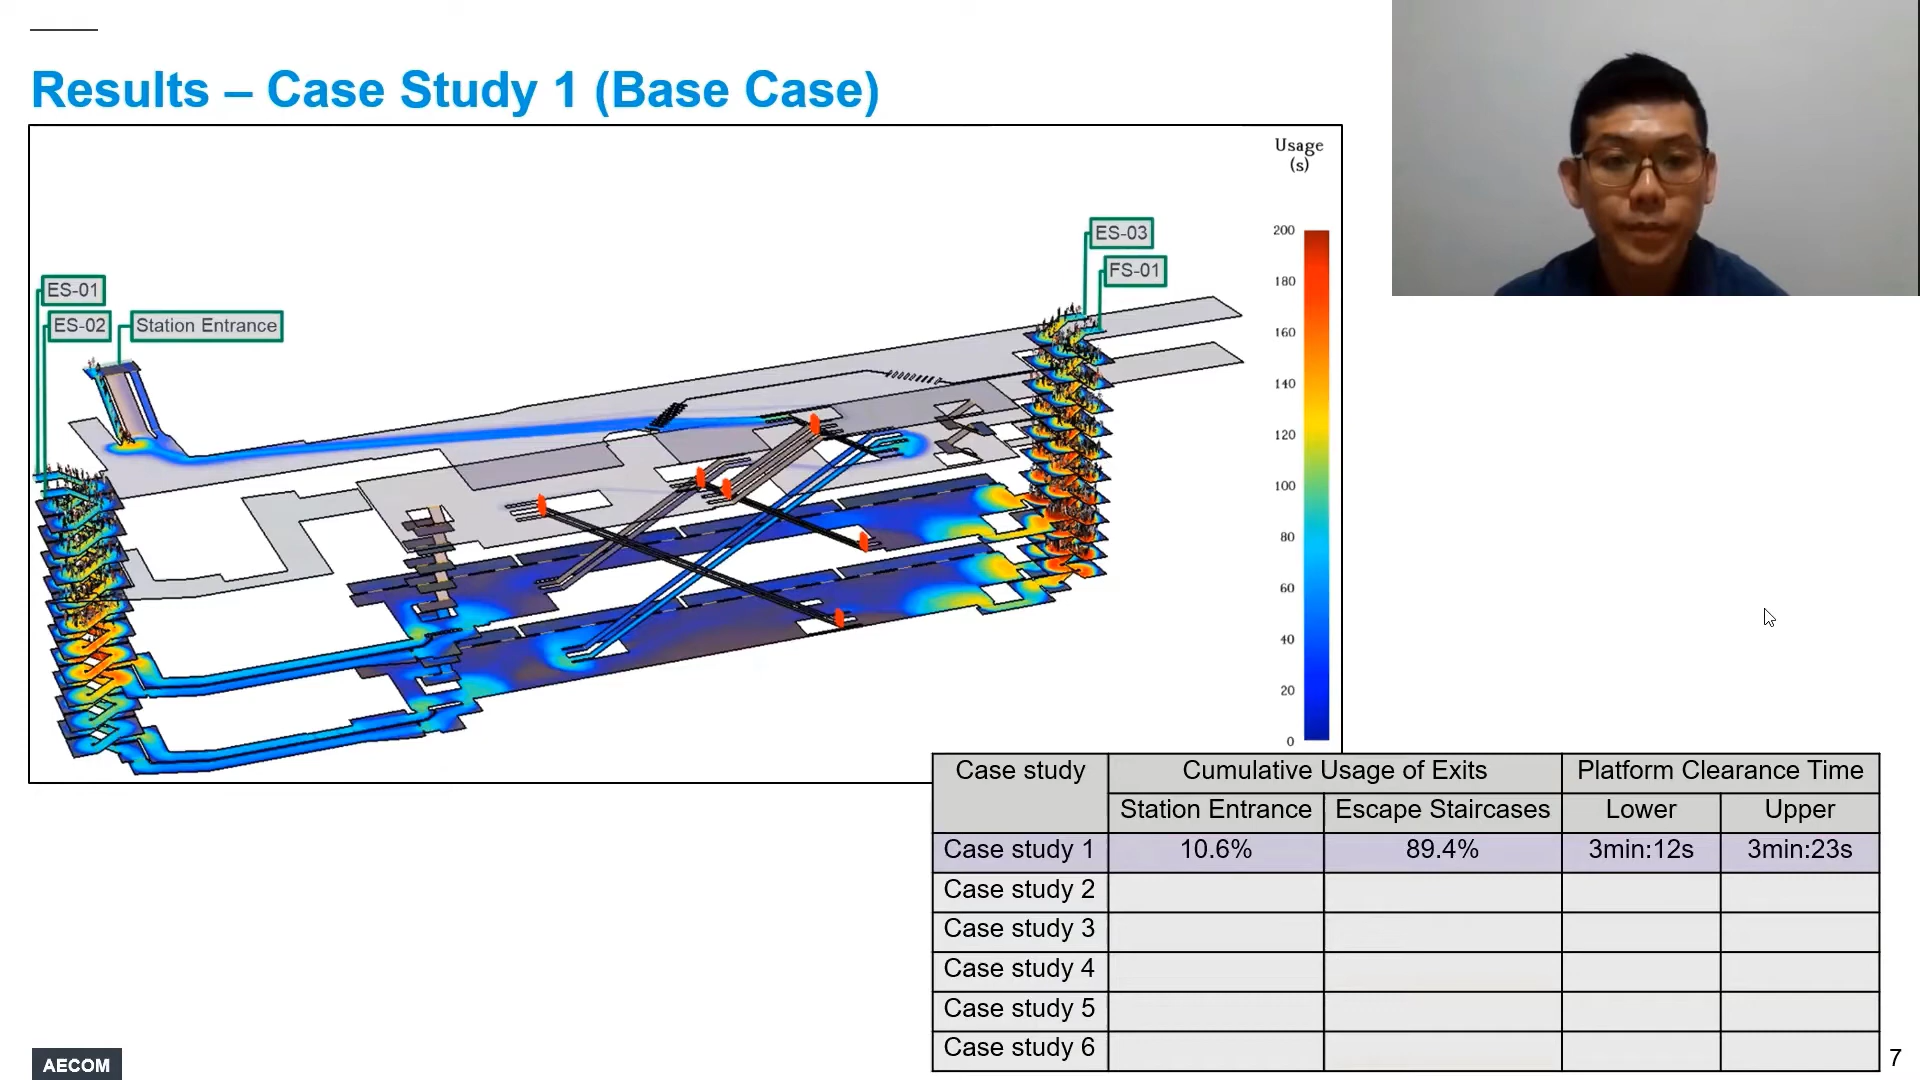 Results – Case Study 1 (Base Case)
Usage
(s)
200
180
160
140
120
100
80
60
40
20
0
ES-01
ES-02
Station Entrance
ES-03
FS-01
Case study
Cumulative Usage of Exits
Platform Clearance Time
Station Entrance
Escape Staircases
Lower
Upper
Case study 1
10.6%
89.4%
3min:12s
3min:23s
Case study 2
Case study 3
Case study 4
Case study 5
Case study 6
AECOM
7